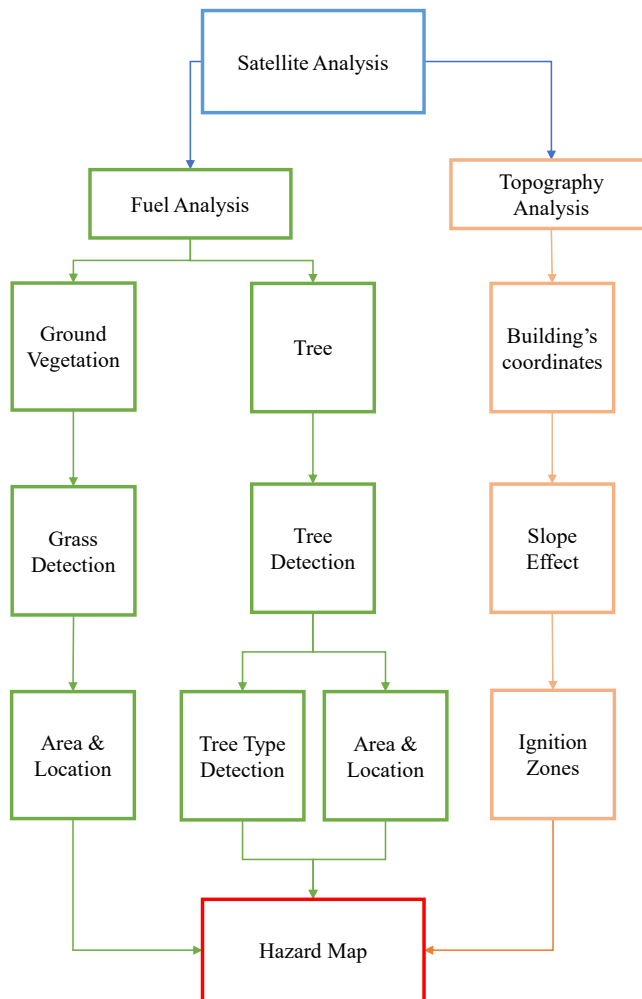 Satellite Analysis
Fuel Analysis
Topography
Analysis
Ground
Vegetation
Tree
Building’s
coordinates
Grass
Detection
Tree
Detection
Slope
Effect
Area &
Location
Tree Type
Detection
Area &
Location
Ignition
Zones
Hazard Map